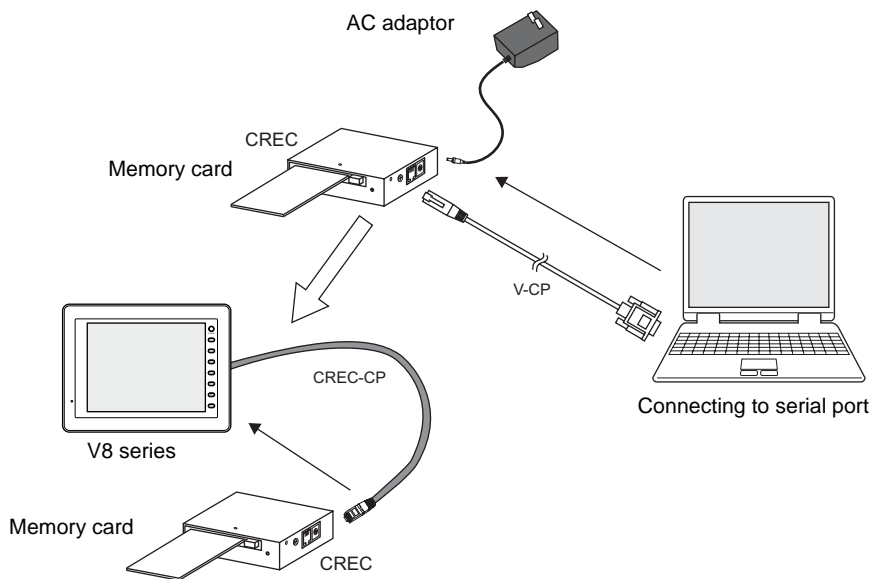 AC adaptor
CREC
Memory card
V-CP
CREC-CP
Connecting to serial port
V8 series
Memory card
CREC